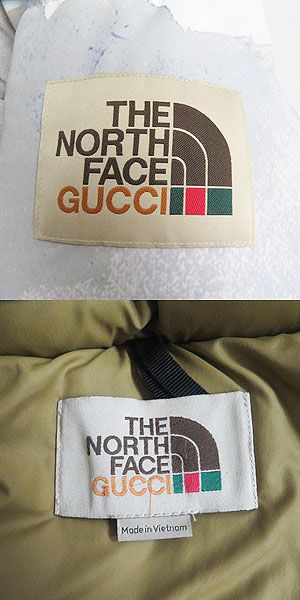 THE
NORTH
FACE
GUCCI
THE
NORTH
FACE
GUCCI
Made in Vietnam